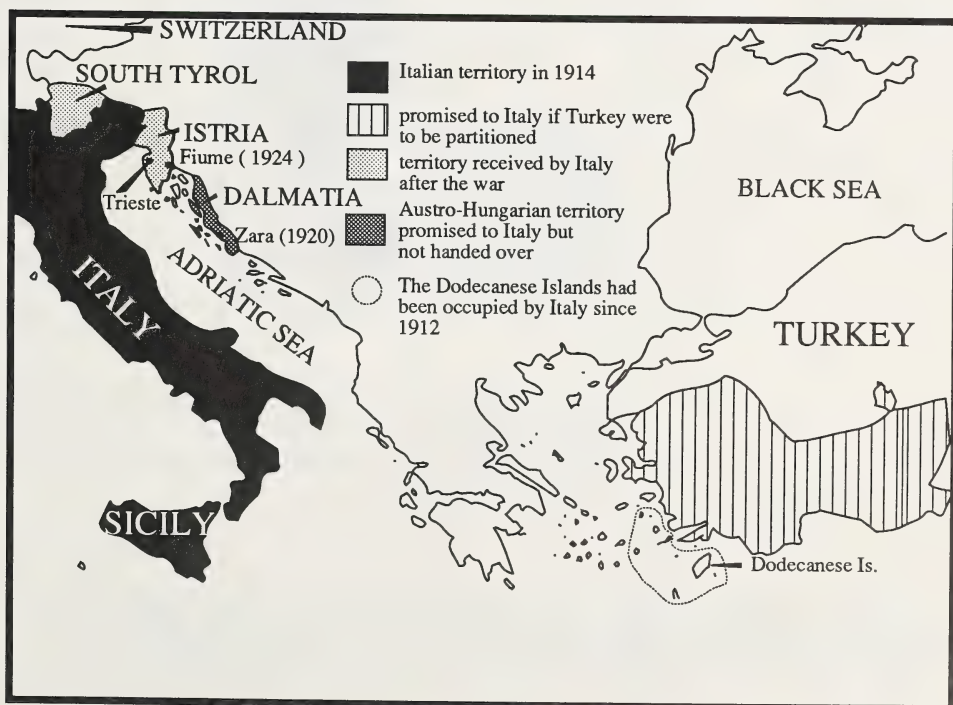 SWITZERLAND
SOUTH TYROL
ISTRIA
Fiume ( 1924 )
Trieste
DALMATIA
Zara (1920)
ADRIATIC SEA
ITALY
SICILY
Italian territory in 1914
promised to Italy if Turkey were
to be partitioned
territory received by Italy
after the war
Austro-Hungarian territory
promised to Italy but
not handed over
The Dodecanese Islands had
been occupied by Italy since
1912
BLACK SEA
TURKEY
Dodecanese Is.